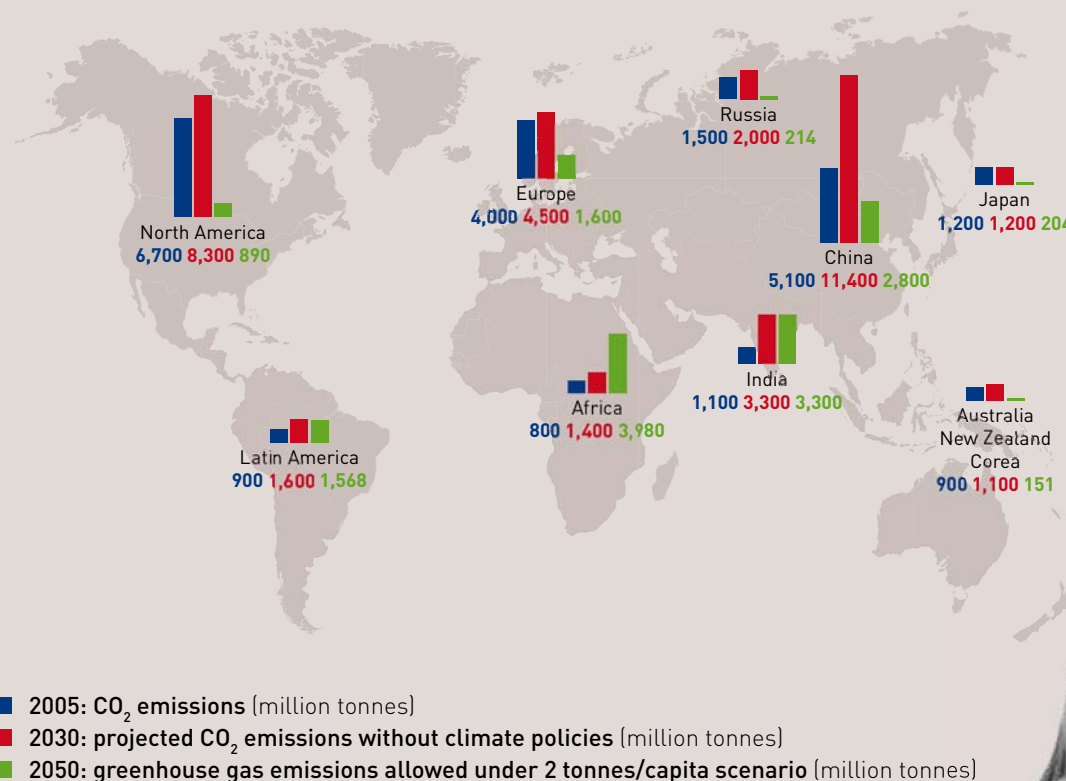 Russia
1,500 2,000 214
Europe
4,000 4,500 1,600
Japan
1,200 1,200 204
North America
6,700 8,300 890
China
5,100 11,400 2,800
India
1,100 3,300 3,300
Africa
800 1,400 3,980
Australia
New Zealand
Corea
900 1,100 151
Latin America
900 1,600 1,568
2005: CO₂ emissions (million tonnes)
2030: projected CO₂ emissions without climate policies (million tonnes)
2050: greenhouse gas emissions allowed under 2 tonnes/capita scenario (million tonnes)